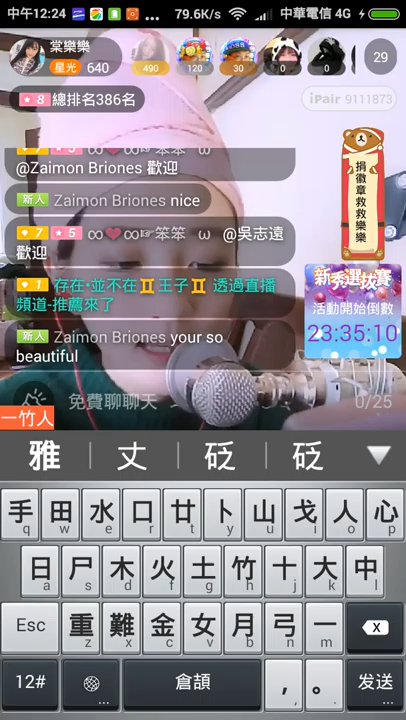 中午12:24
79.6K/s
中華電信 4G
棠樂樂
星光 640
490
120
30
0
0
29
8 總排名386名
iPair 9111873
7 5 ∞❤∞☞笨笨 ω
@Zaimon Briones 歡迎
新人 Zaimon Briones nice
7 5 ∞❤∞☞笨笨 ω @吳志遠
歡迎
1 存在•並不在♊王子♊ 透過直播
頻道-推薦來了
新人 Zaimon Briones your so
beautiful
捐徽章救救樂樂
新秀選拔賽
活動開始倒數
23:35:10
免費聊聊天
0/25
一竹人
雅 丈 砭 砭
手 田 水 口 廿 卜 山 戈 人 心
q w e r t y u i o p
日 尸 木 火 土 竹 十 大 中
a s d f g h j k l
Esc 重 難 金 女 月 弓 一
z x c v b n m
12# 倉頡 , 。 发送